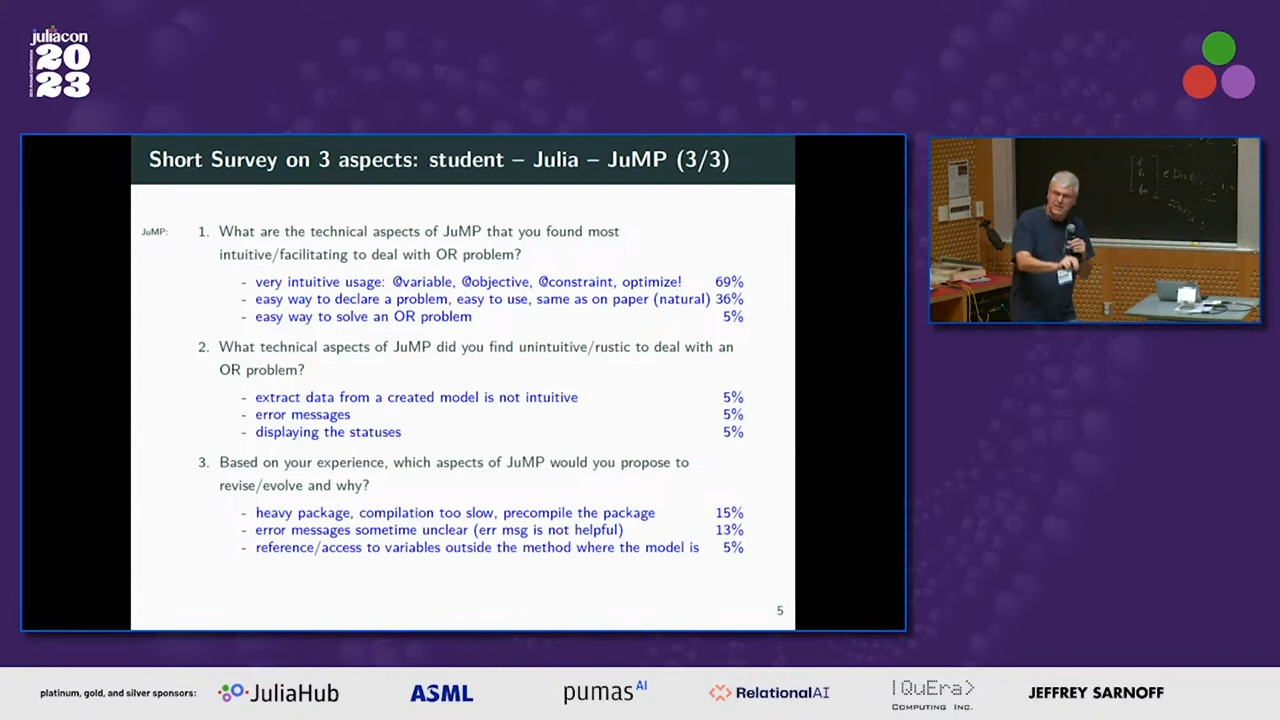 juliacon
20
23
Short Survey on 3 aspects: student – Julia – JuMP (3/3)
JuMP:
1. What are the technical aspects of JuMP that you found most
intuitive/facilitating to deal with OR problem?
- very intuitive usage: @variable, @objective, @constraint, optimize! 69%
- easy way to declare a problem, easy to use, same as on paper (natural) 36%
- easy way to solve an OR problem 5%
2. What technical aspects of JuMP did you find unintuitive/rustic to deal with an
OR problem?
- extract data from a created model is not intuitive 5%
- error messages 5%
- displaying the statuses 5%
3. Based on your experience, which aspects of JuMP would you propose to
revise/evolve and why?
- heavy package, compilation too slow, precompile the package 15%
- error messages sometime unclear (err msg is not helpful) 13%
- reference/access to variables outside the method where the model is 5%
5
platinum, gold, and silver sponsors:
JuliaHub
ASML
pumas AI
RelationalAI
|QuEra>
COMPUTING INC.
JEFFREY SARNOFF